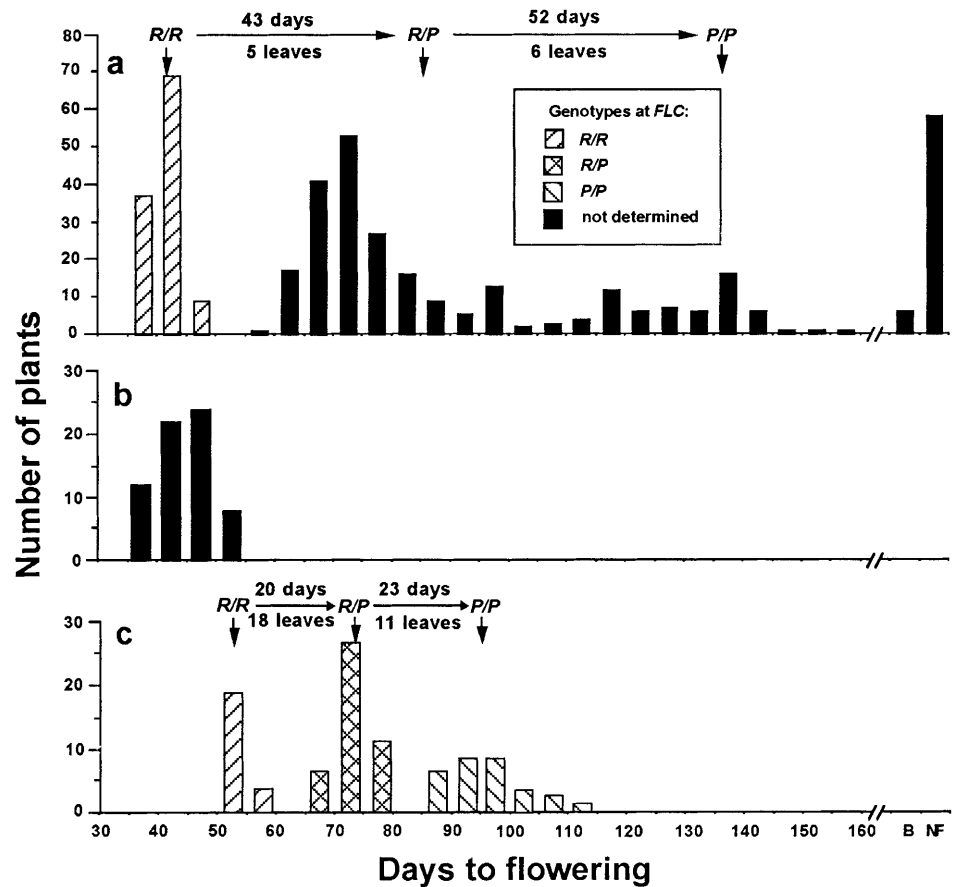 43 days
52 days
R/R R/P P/P
5 leaves 6 leaves
80
a
70
60
50
40
30
20
10
0
Genotypes at FLC:
R/R
R/P
P/P
not determined
Number of plants
30
b
20
10
0
20 days 23 days
R/R R/P P/P
18 leaves 11 leaves
30
c
20
10
0
30 40 50 60 70 80 90 100 110 120 130 140 150 160 B NF
Days to flowering